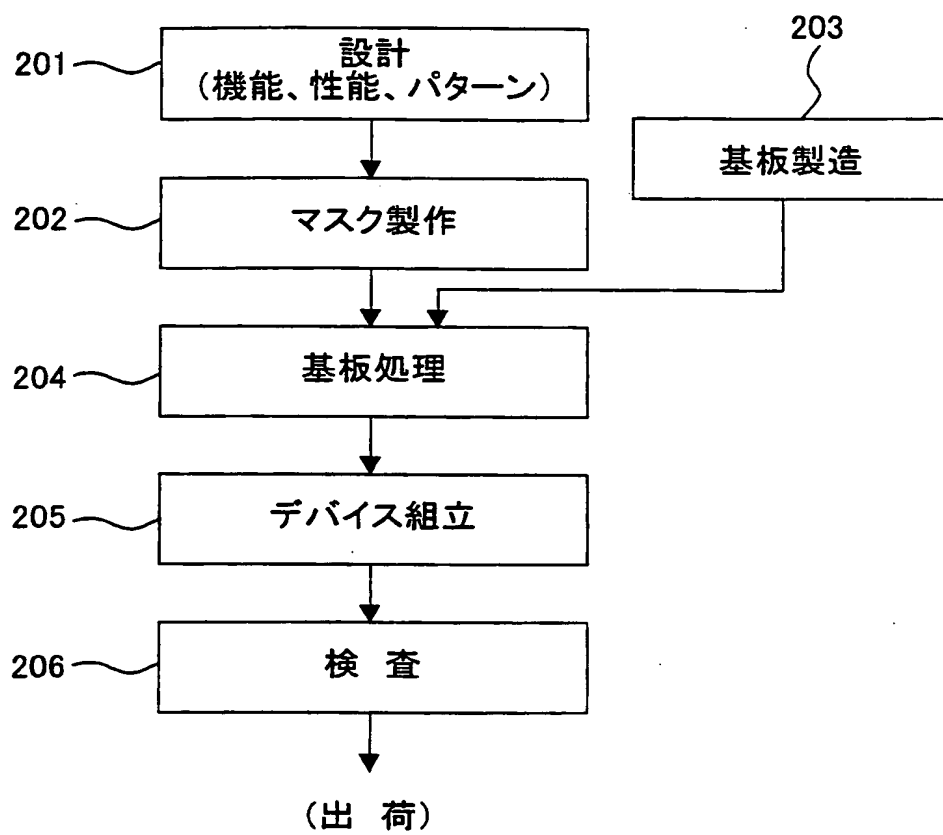 201
設計
(機能、性能、パターン)
203
基板製造
202
マスク製作
204
基板処理
205
デバイス組立
206
検 査
(出 荷)